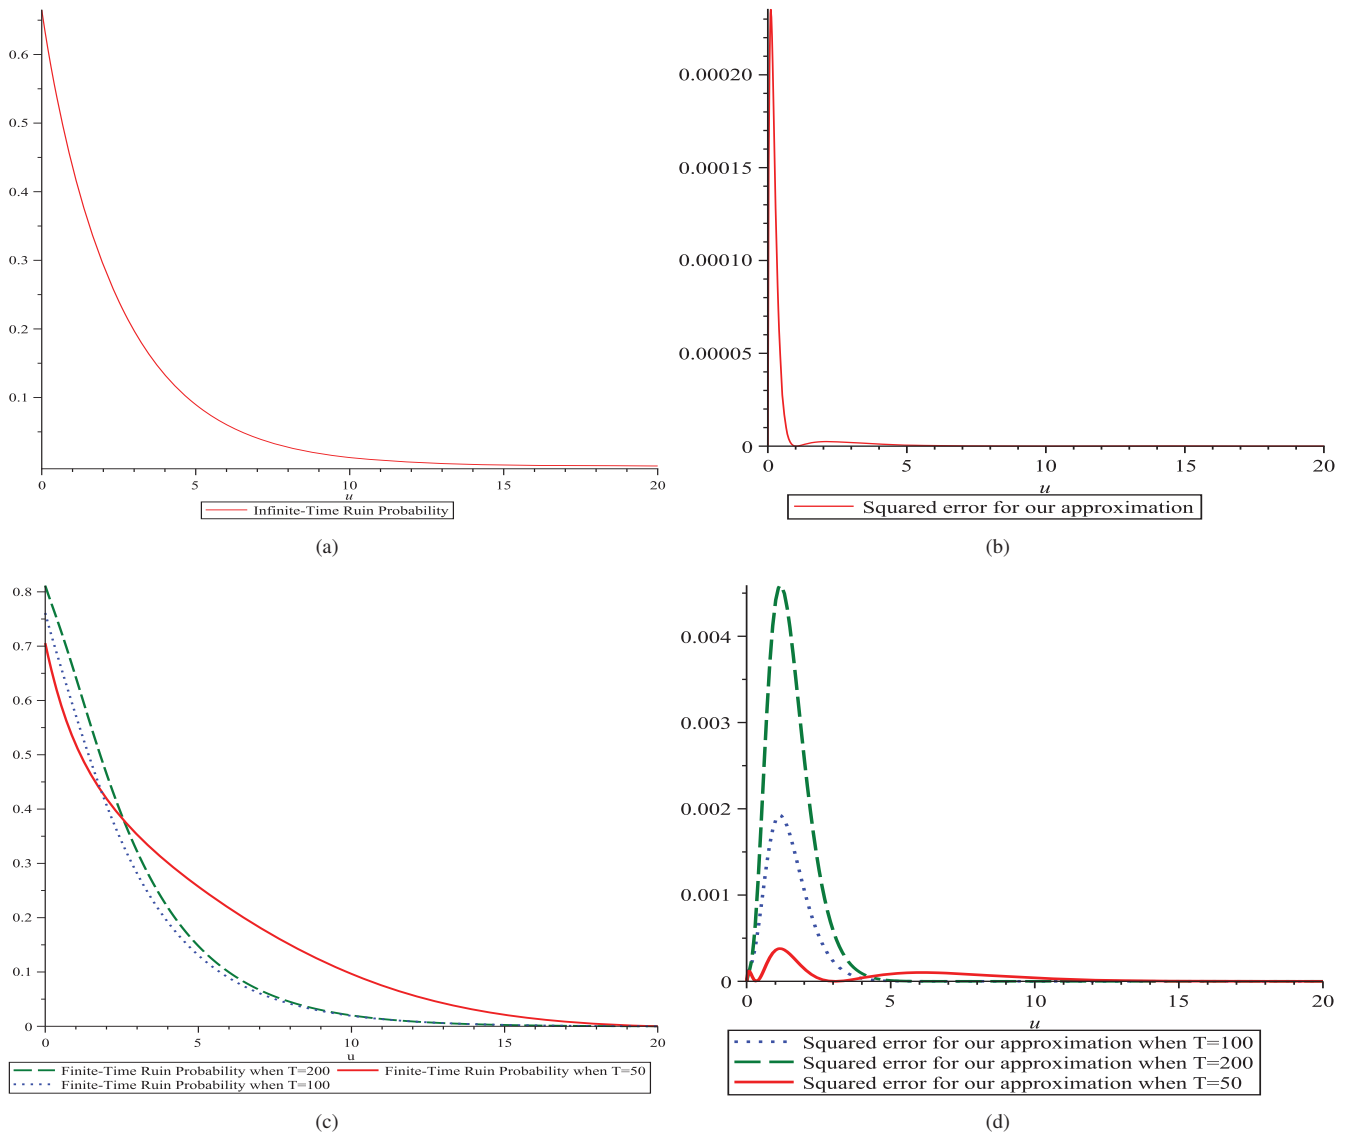 0.6
0.5
0.4
0.3
0.2
0.1
0 5 10 15 20
u
Infinite-Time Ruin Probability
(a)
0.00020
0.00015
0.00010
0.00005
0
0 5 10 15 20
u
Squared error for our approximation
(b)
0.8
0.7
0.6
0.5
0.4
0.3
0.2
0.1
0
0 5 10 15 20
u
Finite-Time Ruin Probability when T=200 Finite-Time Ruin Probability when T=50
Finite-Time Ruin Probability when T=100
(c)
0.004
0.003
0.002
0.001
0
0 5 10 15 20
u
Squared error for our approximation when T=100
Squared error for our approximation when T=200
Squared error for our approximation when T=50
(d)